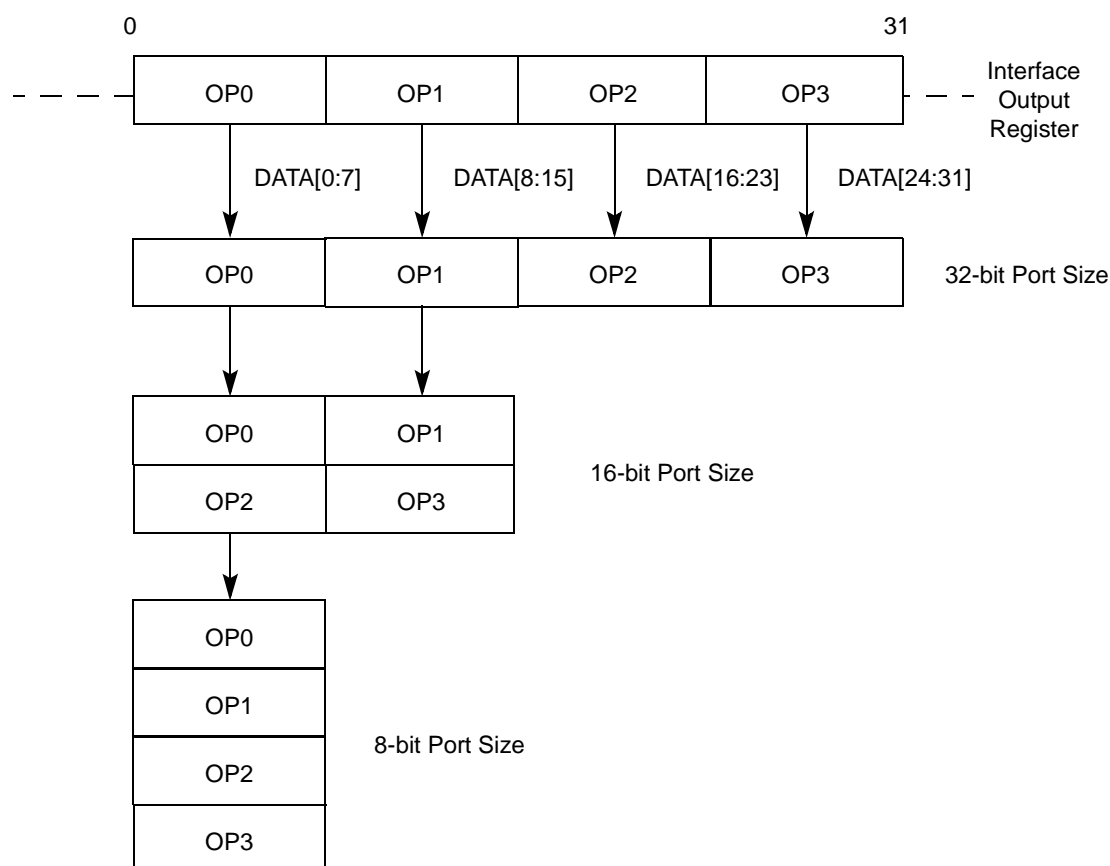 0 31
OP0 OP1 OP2 OP3
Interface
Output
Register
DATA[0:7] DATA[8:15] DATA[16:23] DATA[24:31]
OP0 OP1 OP2 OP3 32-bit Port Size
OP0 OP1
16-bit Port Size
OP2 OP3
OP0
OP1
8-bit Port Size
OP2
OP3